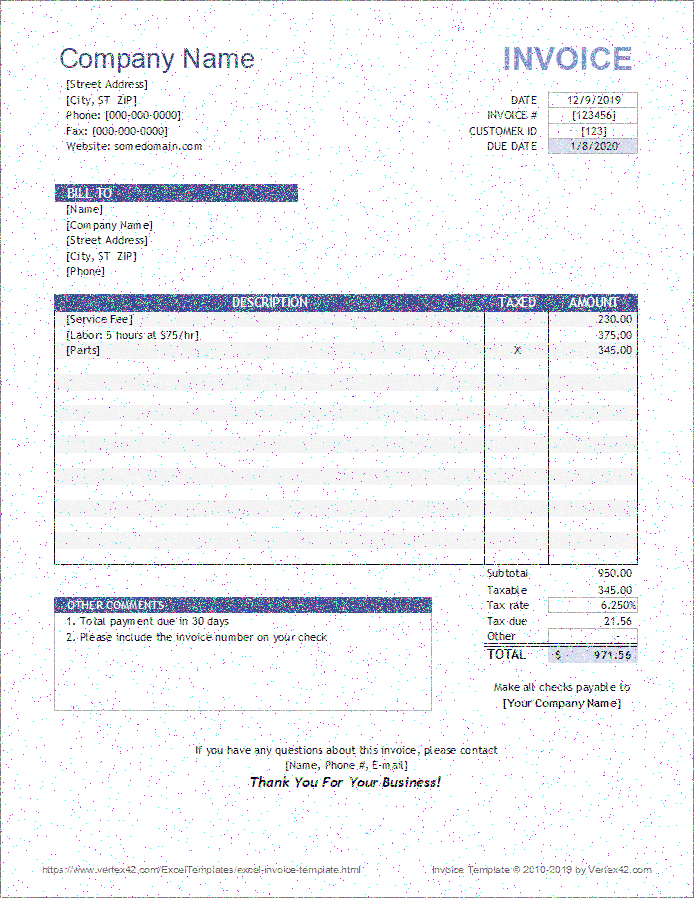 Company Name
INVOICE
[Street Address]
[City, ST ZIP]
DATE 12/9/2019
Phone: [000-000-0000]
INVOICE # [123456]
Fax: [000-000-0000]
CUSTOMER ID [123]
Website: somedomain.com
DUE DATE 1/8/2020
BILL TO
[Name]
[Company Name]
[Street Address]
[City, ST ZIP]
[Phone]
DESCRIPTION TAXED AMOUNT
[Service Fee] 230.00
[Labor: 5 hours at $75/hr] 375.00
[Parts] X 345.00
Subtotal 950.00
Taxable 345.00
Tax rate 6.250%
Tax due 21.56
Other -
TOTAL $ 971.56
OTHER COMMENTS
1. Total payment due in 30 days
2. Please include the invoice number on your check
Make all checks payable to
[Your Company Name]
If you have any questions about this invoice, please contact
[Name, Phone #, E-mail]
Thank You For Your Business!
https://www.vertex42.com/ExcelTemplates/excel-invoice-template.html
Invoice Template © 2010-2019 by Vertex42.com